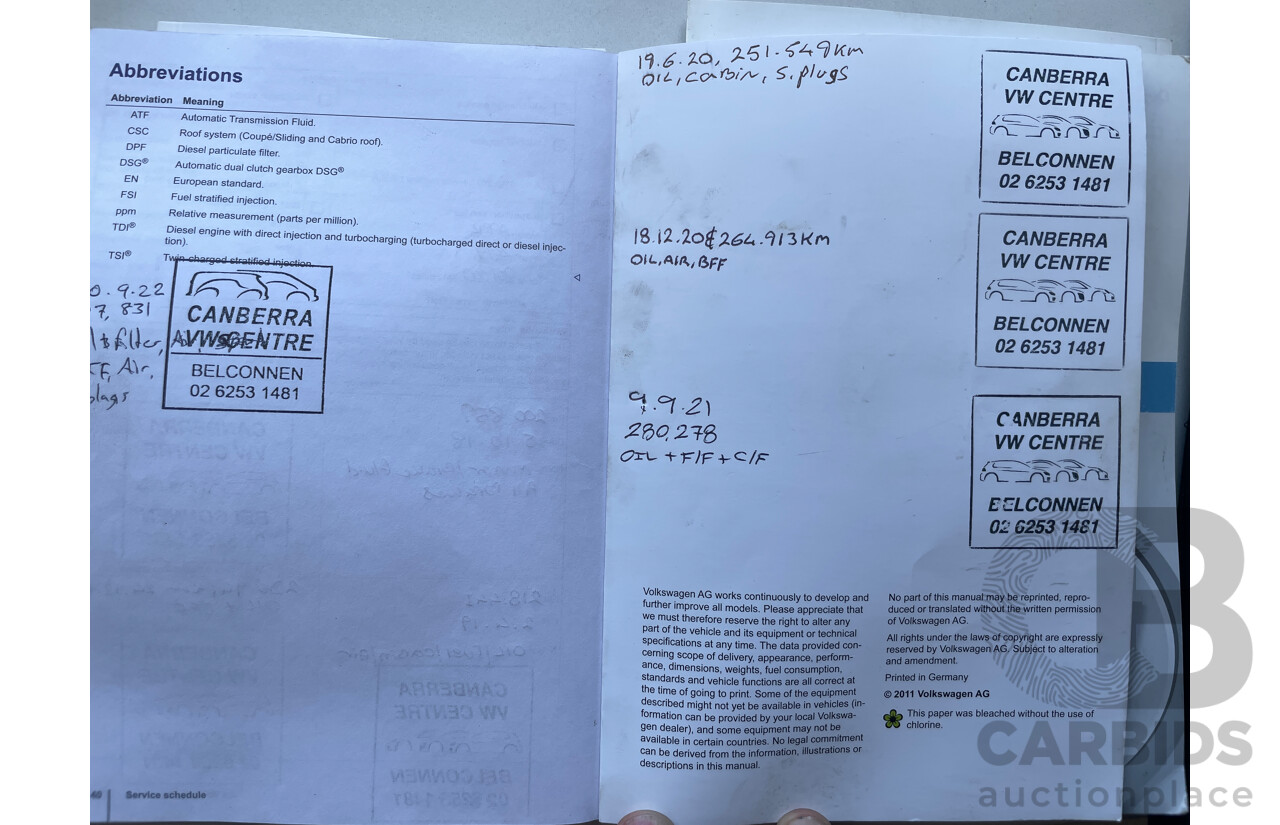 Abbreviations
Abbreviation Meaning
ATF Automatic Transmission Fluid.
CSC Roof system (Coupé/Sliding and Cabrio roof).
DPF Diesel particulate filter.
DSG® Automatic dual clutch gearbox DSG®
EN European standard.
FSI Fuel stratified injection.
ppm Relative measurement (parts per million).
TDI® Diesel engine with direct injection and turbocharging (turbocharged direct or diesel injec-
tion).
TSI® Twin charged stratified injection.
0.9.22
7,831
Air,
CANBERRA
VW CENTRE
BELCONNEN
02 6253 1481
Service schedule
19.6.20, 251.549km
OIL, CABIN, S.plugs
CANBERRA
VW CENTRE
BELCONNEN
02 6253 1481
18.12.20 264.913KM
OIL, AIR, BFF
CANBERRA
VW CENTRE
BELCONNEN
02 6253 1481
9.9.21
280,278
OIL + F/F + C/F
CANBERRA
VW CENTRE
BELCONNEN
02 6253 1481
Volkswagen AG works continuously to develop and
further improve all models. Please appreciate that
we must therefore reserve the right to alter any
part of the vehicle and its equipment or technical
specifications at any time. The data provided con-
cerning scope of delivery, appearance, perform-
ance, dimensions, weights, fuel consumption,
standards and vehicle functions are all correct at
the time of going to print. Some of the equipment
described might not yet be available in vehicles (in-
formation can be provided by your local Volkswa-
gen dealer), and some equipment may not be
available in certain countries. No legal commitment
can be derived from the information, illustrations or
descriptions in this manual.
No part of this manual may be reprinted, repro-
duced or translated without the written permission
of Volkswagen AG.
All rights under the laws of copyright are expressly
reserved by Volkswagen AG. Subject to alteration
and amendment.
Printed in Germany
© 2011 Volkswagen AG
This paper was bleached without the use of
chlorine.
CARBIDS
auctionplace